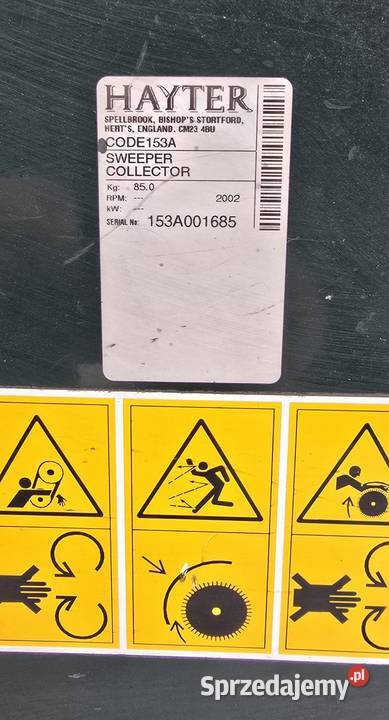 HAYTER
SPELLBROOK, BISHOP'S STORTFORD,
HERT'S, ENGLAND. CM23 4BU
CODE153A
SWEEPER
COLLECTOR
Kg: 85.0
RPM: --- 2002
kW: ---
SERIAL No: 153A001685
Sprzedajemy.pl